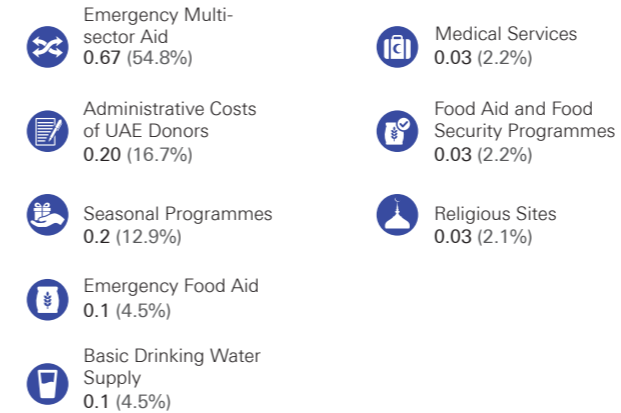 Emergency Multi-
sector Aid
0.67 (54.8%)
Administrative Costs
of UAE Donors
0.20 (16.7%)
Seasonal Programmes
0.2 (12.9%)
Emergency Food Aid
0.1 (4.5%)
Basic Drinking Water
Supply
0.1 (4.5%)
Medical Services
0.03 (2.2%)
Food Aid and Food
Security Programmes
0.03 (2.2%)
Religious Sites
0.03 (2.1%)